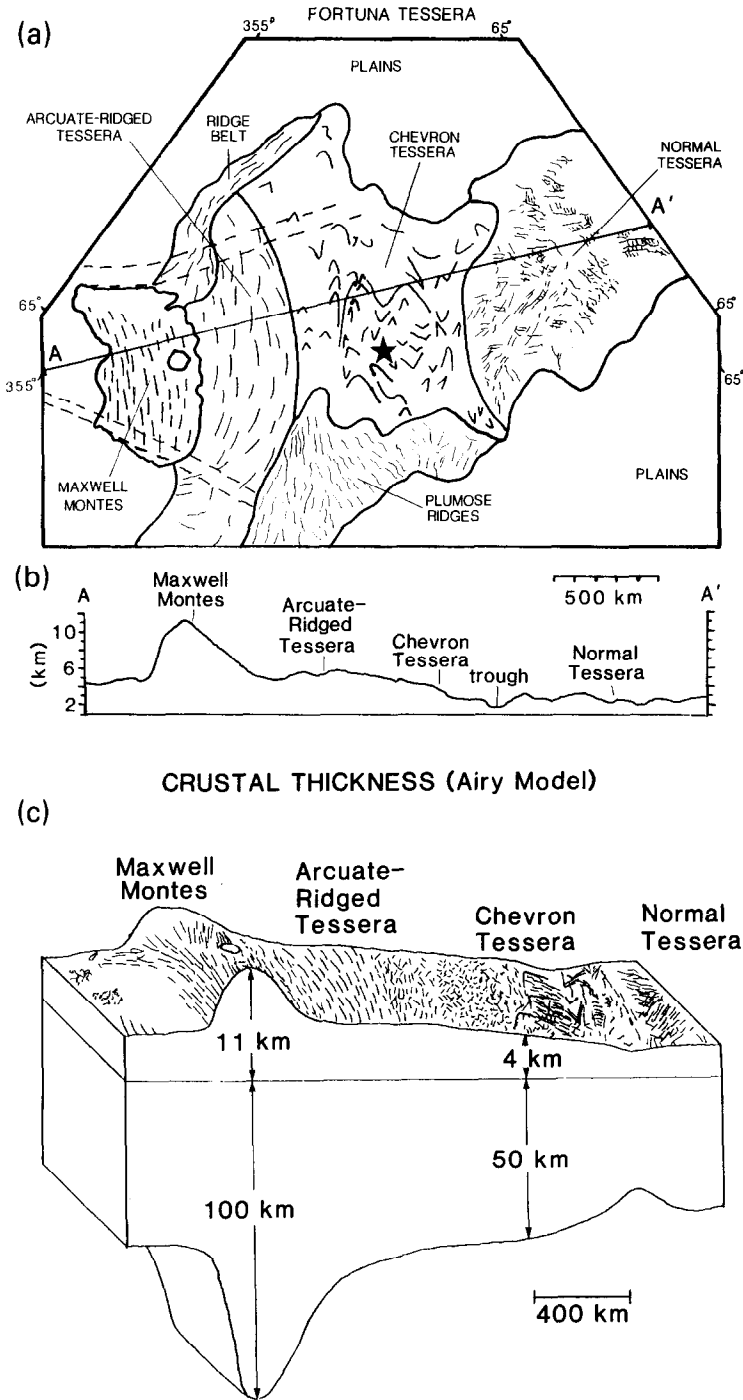 (a)
FORTUNA TESSERA
355°
65°
PLAINS
ARCUATE-RIDGED
TESSERA
RIDGE
BELT
CHEVRON
TESSERA
NORMAL
TESSERA
A'
65°
A
355°
65°
65°
MAXWELL
MONTES
PLUMOSE
RIDGES
PLAINS
(b)
A
Maxwell
Montes
Arcuate-
Ridged
Tessera
Chevron
Tessera
trough
Normal
Tessera
500 km
A'
10
6
2
(km)
CRUSTAL THICKNESS (Airy Model)
(c)
Maxwell
Montes
Arcuate-
Ridged
Tessera
Chevron
Tessera
Normal
Tessera
11 km
4 km
100 km
50 km
400 km